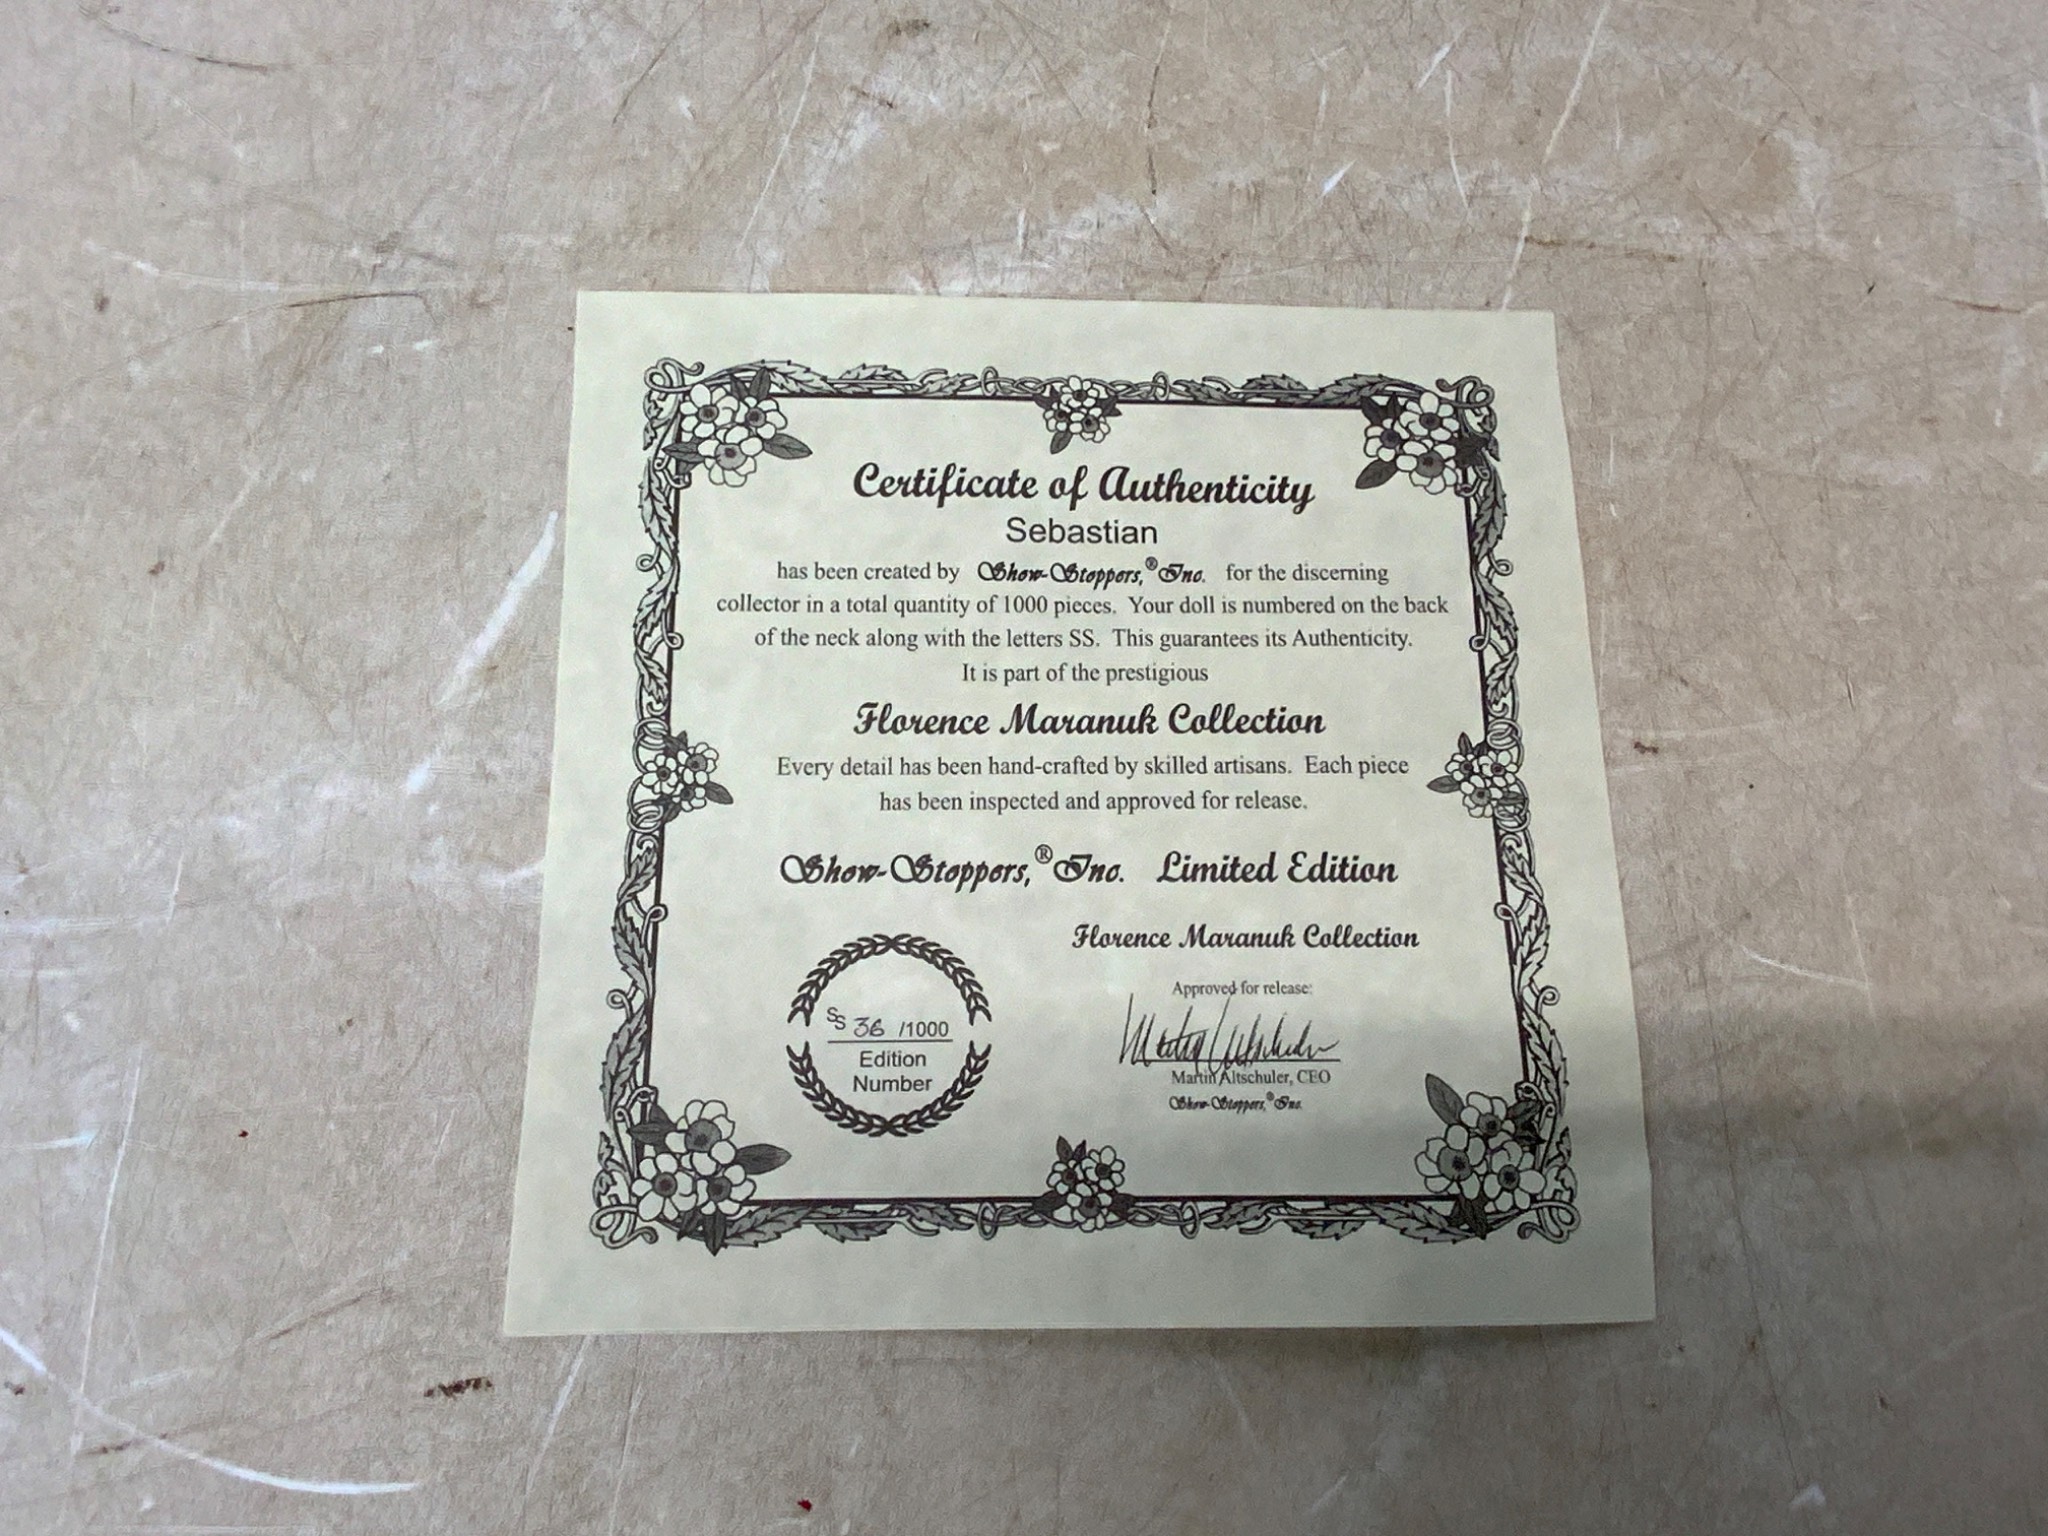 Certificate of Authenticity
Sebastian
has been created by Show-Stoppers,® Inc. for the discerning
collector in a total quantity of 1000 pieces. Your doll is numbered on the back
of the neck along with the letters SS. This guarantees its Authenticity.
It is part of the prestigious
Florence Maranuk Collection
Every detail has been hand-crafted by skilled artisans. Each piece
has been inspected and approved for release.
Show-Stoppers,® Inc. Limited Edition
Florence Maranuk Collection
Approved for release:
SS 36 /1000
Edition
Number
Martin Altschuler
Martin Altschuler, CEO
Show-Stoppers,® Inc.